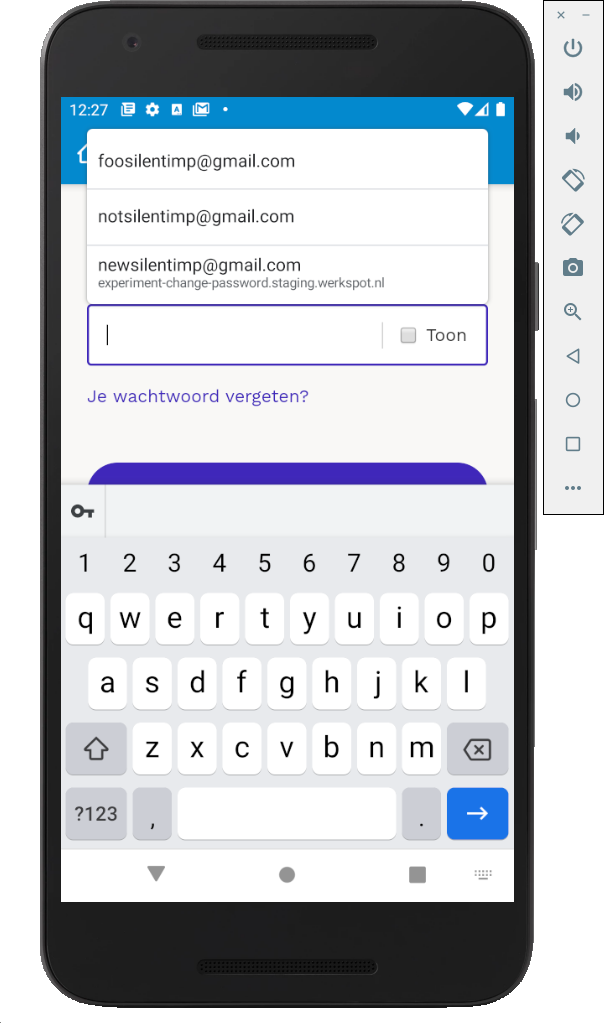 12:27
foosilentimp@gmail.com
notsilentimp@gmail.com
newsilentimp@gmail.com
experiment-change-password.staging.werkspot.nl
Toon
Je wachtwoord vergeten?
1 2 3 4 5 6 7 8 9 0
q w e r t y u i o p
a s d f g h j k l
z x c v b n m
?123 , .